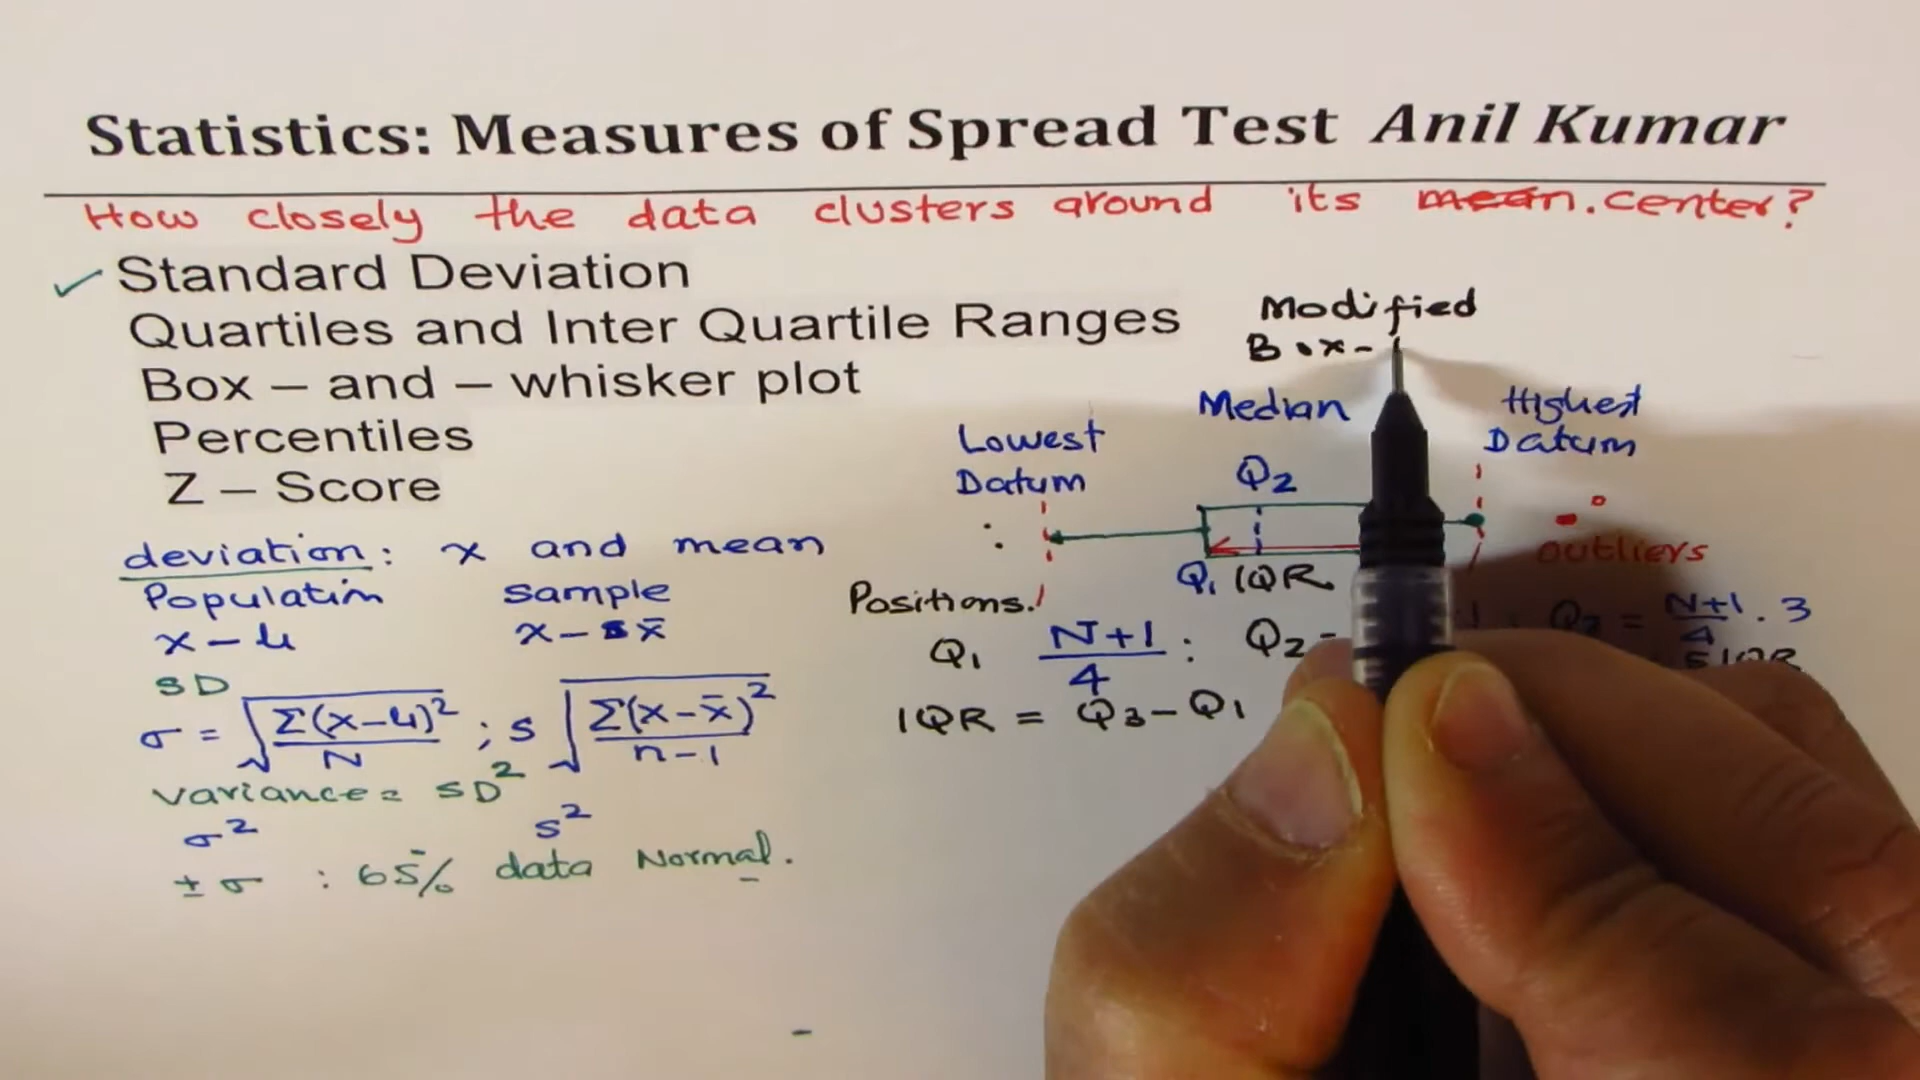 Statistics: Measures of Spread Test Anil Kumar
How closely the data clusters around its mean. center?
Standard Deviation
Quartiles and Inter Quartile Ranges
Box – and – whisker plot
Percentiles
Z – Score
deviation: x and mean
Population Sample
x - μ x - x̄
SD
σ = √Σ(x-μ)²/N ; s √Σ(x-x̄)²/n-1
Variance = SD²
σ² s²
± σ : 65% data Normal.
Modified
Box-
Median
Highest
Datum
Lowest
Datum
Q2
outliers
Q1 IQR
Positions.
Q1 N+1/4 : Q2 = N+1/4 . 3
IQR = Q3 - Q1